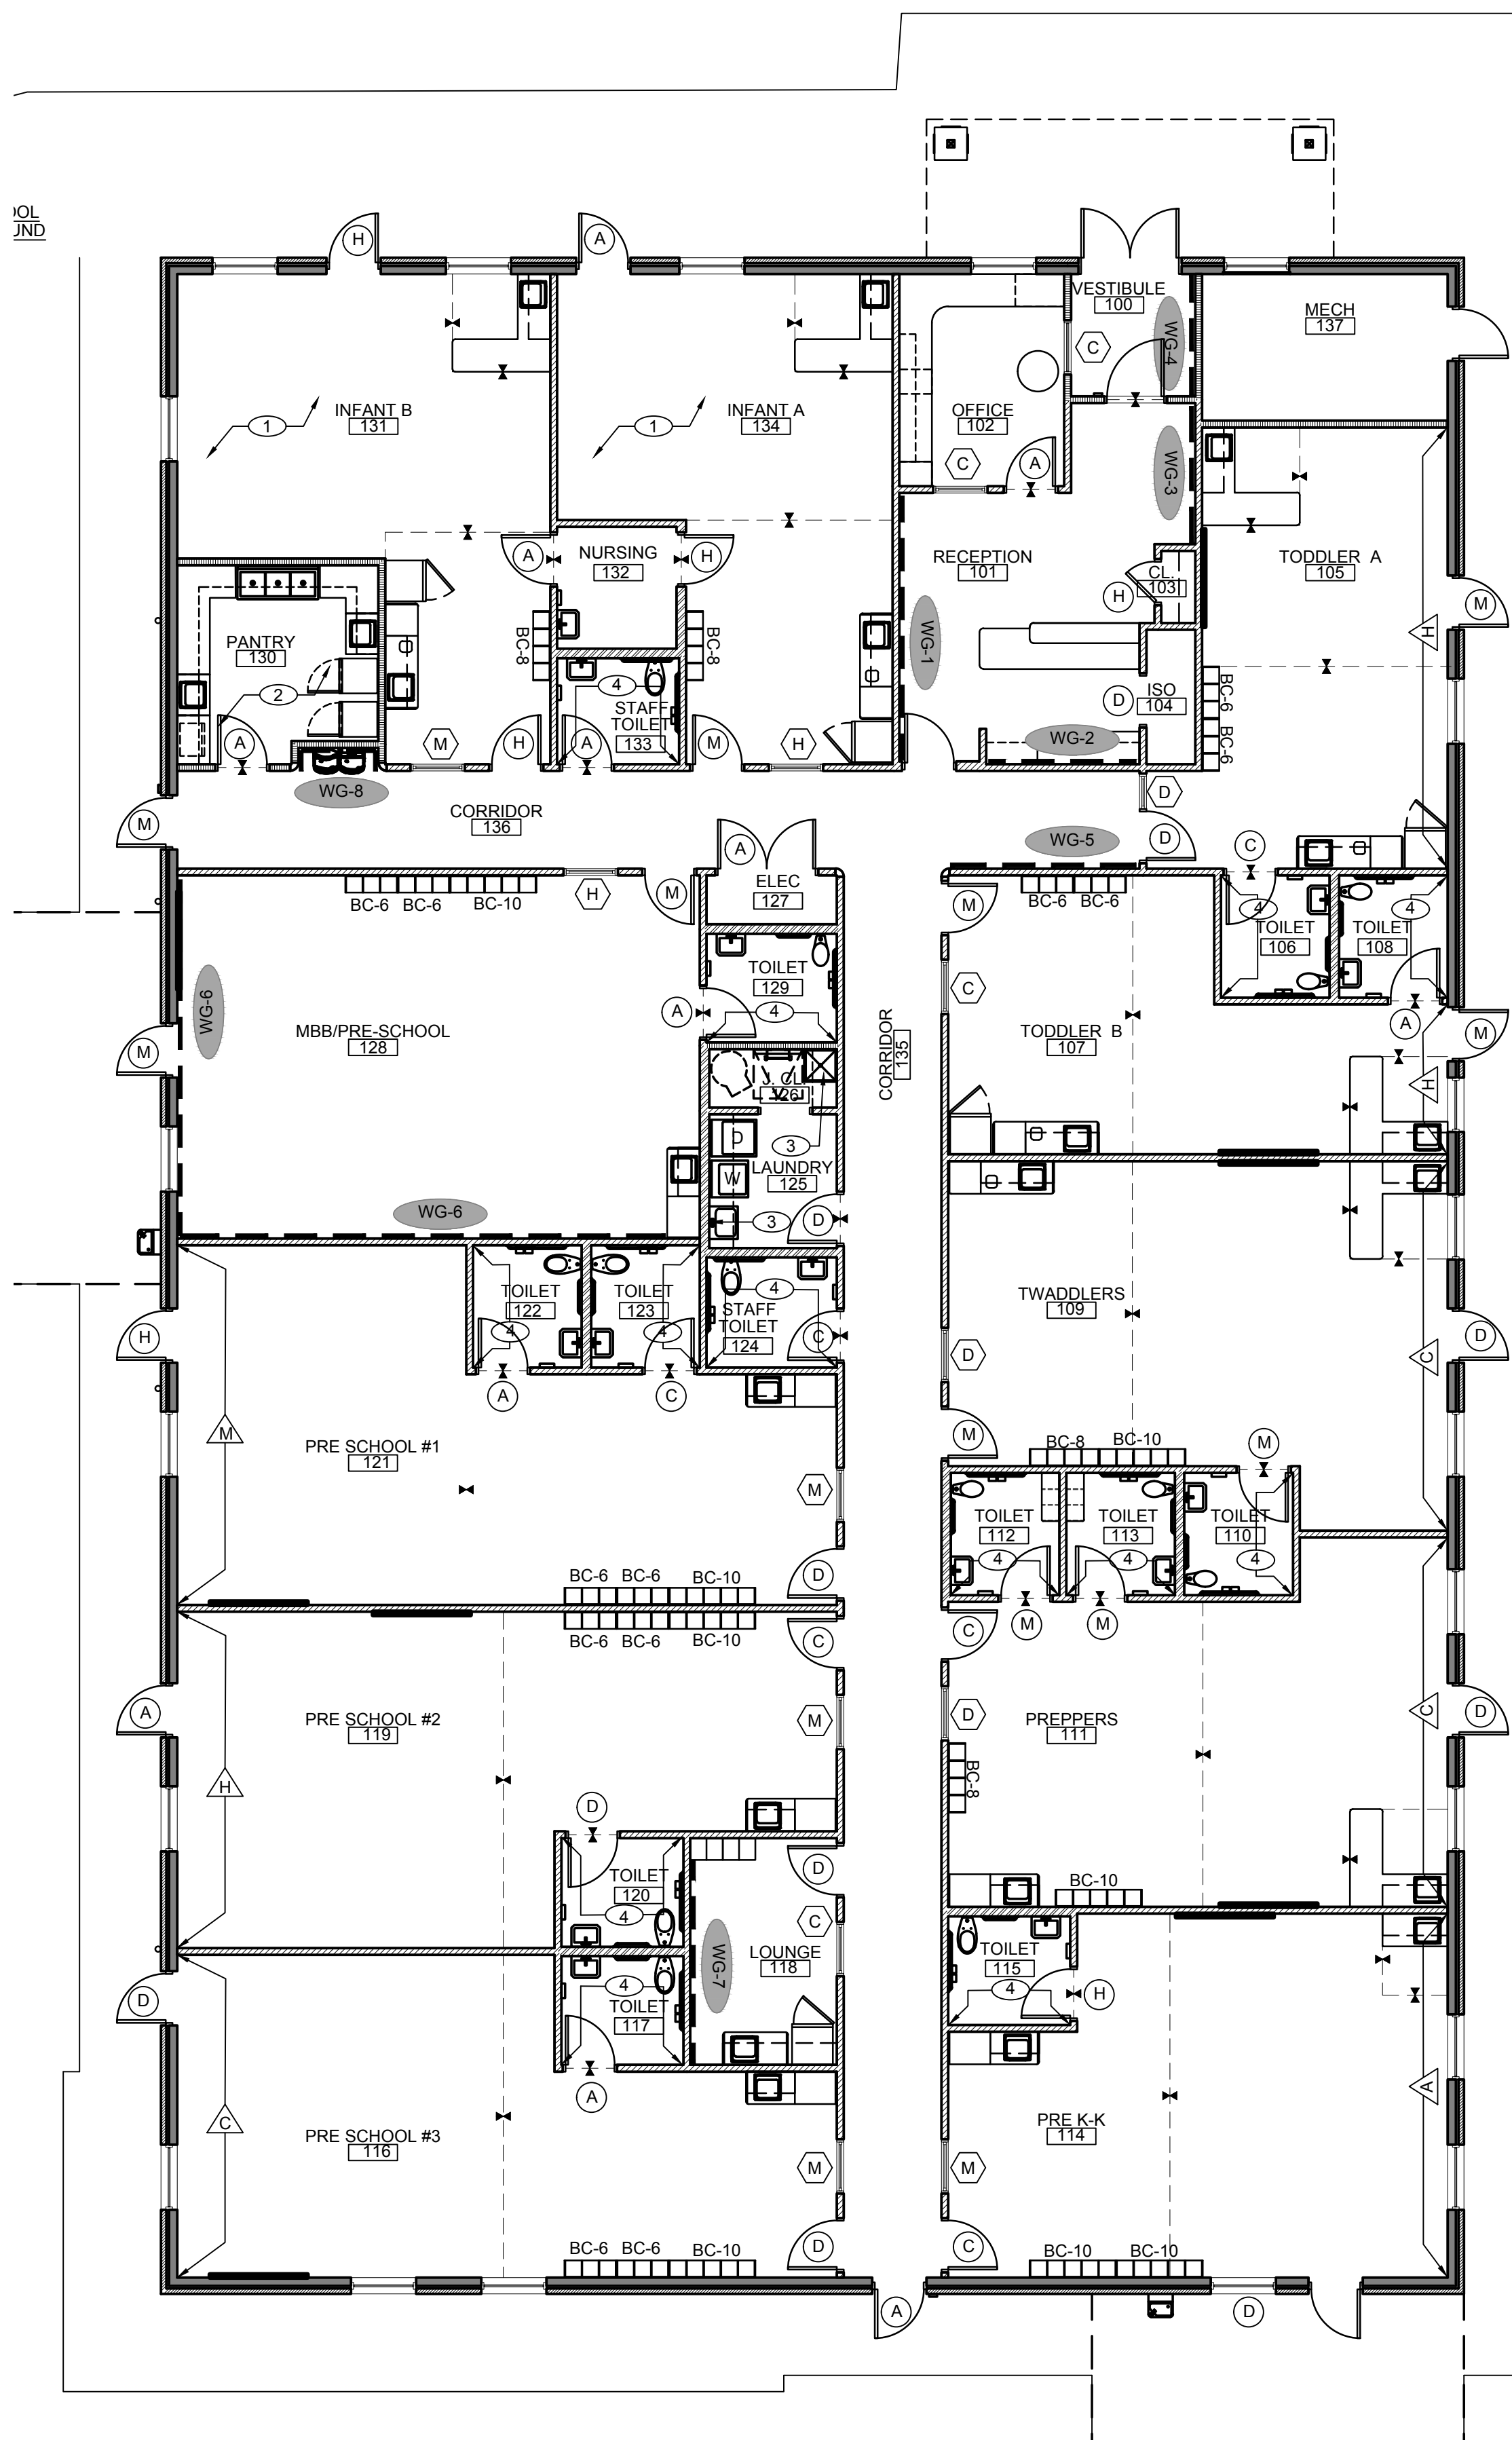 OOL
UND
H
A
VESTIBULE
100
WG-4
C
MECH
137
INFANT B
131
1
INFANT A
134
1
OFFICE
102
C
A
WG-3
NURSING
132
A
H
RECEPTION
101
CL.
103
H
TODDLER A
105
M
H
PANTRY
130
2
A
BC-8
BC-8
WG-1
4
STAFF
TOILET
133
D
ISO
104
BC-6
BC-6
M
H
A
M
H
WG-2
WG-8
D
CORRIDOR
136
M
A
WG-5
D
C
ELEC
127
H
M
BC-6
BC-6
BC-10
M
BC-6
BC-6
4
TOILET
106
4
TOILET
108
TOILET
129
4
A
C
WG-6
M
MBB/PRE-SCHOOL
128
CORRIDOR
135
TODDLER B
107
A
M
H
J. CL.
126
3
D
LAUNDRY
125
W
3
D
WG-6
TOILET
122
4
TOILET
123
4
4
STAFF
TOILET
124
C
TWADDLERS
109
D
D
C
H
A
C
M
M
PRE SCHOOL #1
121
BC-8
BC-10
M
M
TOILET
112
4
TOILET
113
4
TOILET
110
4
D
BC-6
BC-6
BC-10
BC-6
BC-6
BC-10
C
C
M
M
A
PRE SCHOOL #2
119
M
D
PREPPERS
111
C
D
H
BC-8
D
D
TOILET
120
4
BC-10
C
WG-7
LOUNGE
118
TOILET
115
4
H
D
4
TOILET
117
A
C
PRE SCHOOL #3
116
A
PRE K-K
114
M
M
BC-6
BC-6
BC-10
D
C
BC-10
BC-10
A
D